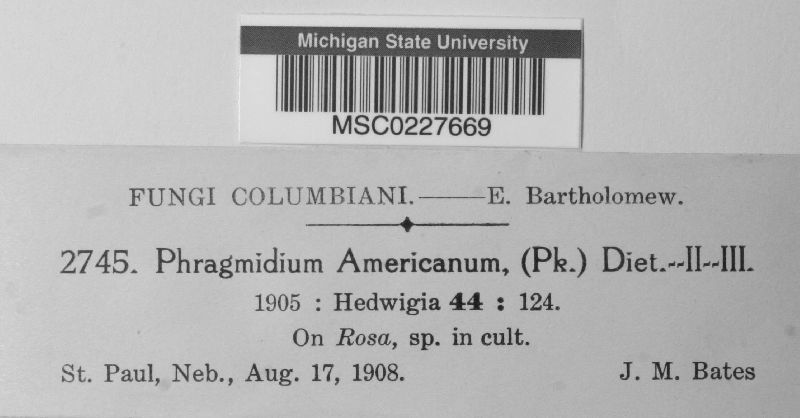 Michigan State University
MSC0227669
FUNGI COLUMBIANI.——E. Bartholomew.
2745. Phragmidium Americanum, (Pk.) Diet.--II--III.
1905 : Hedwigia 44 : 124.
On Rosa, sp. in cult.
St. Paul, Neb., Aug. 17, 1908. J. M. Bates